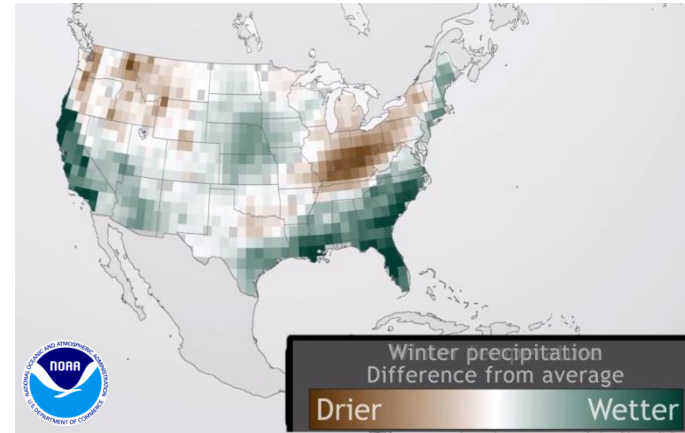 NATIONAL OCEANIC AND ATMOSPHERIC ADMINISTRATION
NOAA
U.S. DEPARTMENT OF COMMERCE
Winter precipitation
Difference from average
Drier Wetter